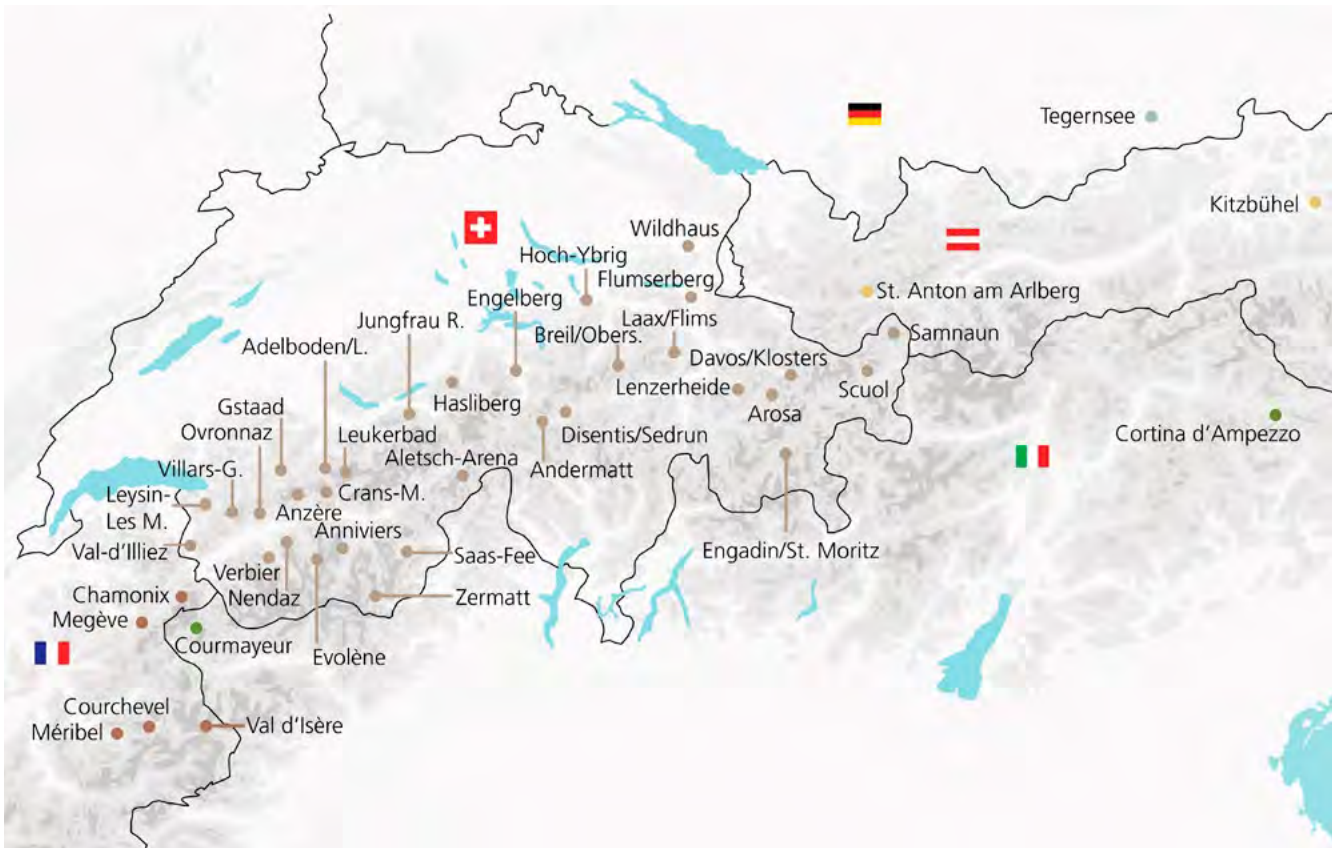 Tegernsee
Kitzbühel
Wildhaus
Hoch-Ybrig
Flumserberg
Engelberg
St. Anton am Arlberg
Jungfrau R.
Laax/Flims
Breil/Obers.
Samnaun
Adelboden/L.
Davos/Klosters
Lenzerheide
Scuol
Hasliberg
Arosa
Gstaad
Ovronnaz
Leukerbad
Disentis/Sedrun
Cortina d'Ampezzo
Aletsch-Arena
Andermatt
Villars-G.
Leysin-
Les M.
Crans-M.
Anzère
Anniviers
Val-d'Illiez
Saas-Fee
Engadin/St. Moritz
Verbier
Nendaz
Zermatt
Chamonix
Megève
Courmayeur
Evolène
Courchevel
Méribel
Val d'Isère